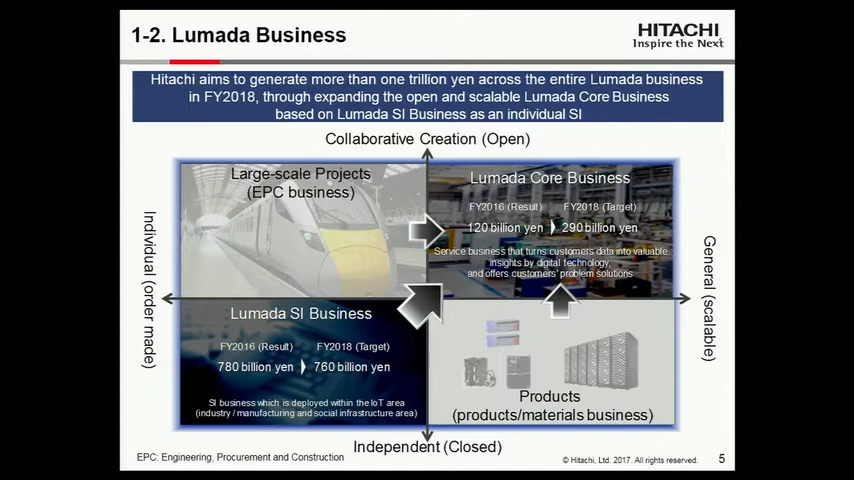 1-2. Lumada Business
HITACHI
Inspire the Next
Hitachi aims to generate more than one trillion yen across the entire Lumada business
in FY2018, through expanding the open and scalable Lumada Core Business
based on Lumada SI Business as an individual SI
Collaborative Creation (Open)
Large-scale Projects
(EPC business)
Lumada Core Business
FY2016 (Result) FY2018 (Target)
120 billion yen 290 billion yen
Service business that turns customers data into valuable
insights by digital technology,
and offers customers' problem solutions
Individual (order made)
General (scalable)
Lumada SI Business
FY2016 (Result) FY2018 (Target)
780 billion yen 760 billion yen
SI business which is deployed within the IoT area
(industry / manufacturing and social infrastructure area)
Products
(products/materials business)
Independent (Closed)
EPC: Engineering, Procurement and Construction
© Hitachi, Ltd. 2017. All rights reserved.
5